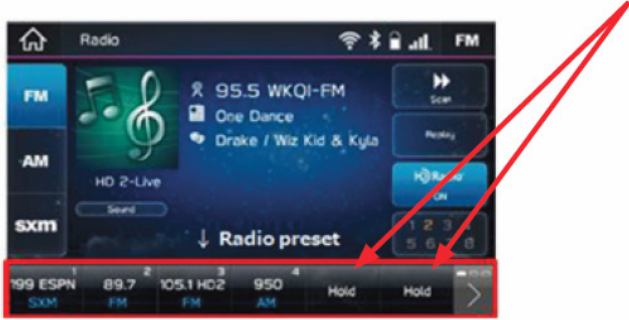 Radio FM
FM
95.5 WKQI-FM
Scan
One Dance
Drake / Wiz Kid & Kyla
Replay
AM
HD 2-Live
HD Radio
ON
Sound
sxm
↓ Radio preset
1 2 3 4
5 6 7 8
1 2 3 4
199 ESPN 89.7 105.1 HD2 950 Hold Hold >
SXM FM FM AM